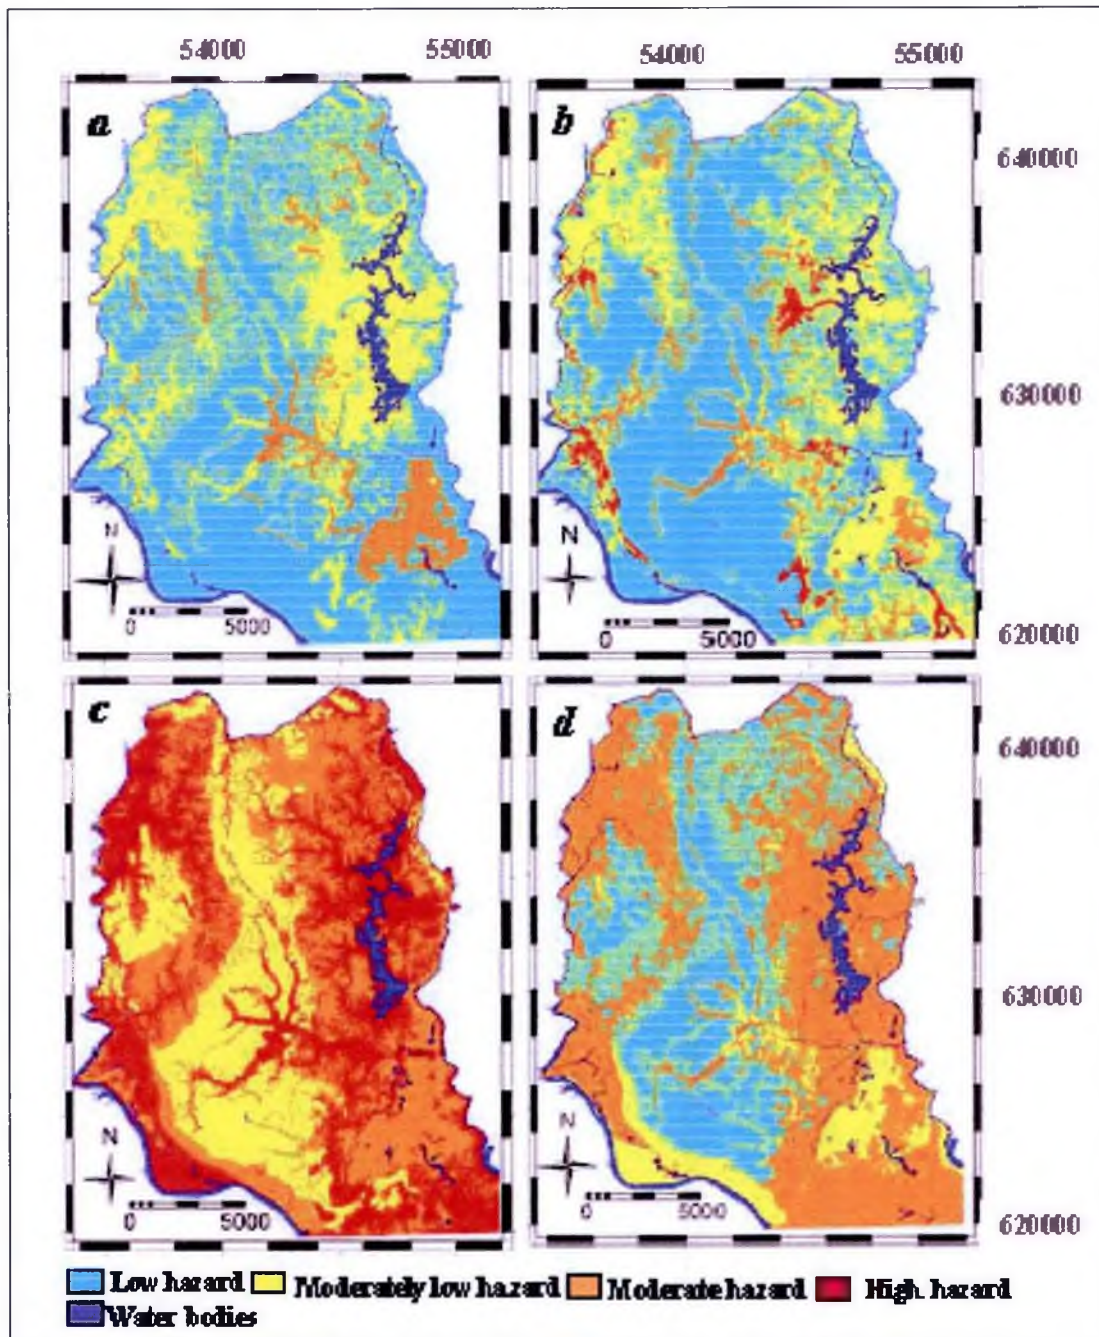 54000 55000 54000 55000
a b
640000
630000
N N
0 5000 0 5000
620000
c d
640000
630000
N N
0 5000 0 5000
620000
Low hazard Moderately low hazard Moderate hazard High hazard
Water bodies